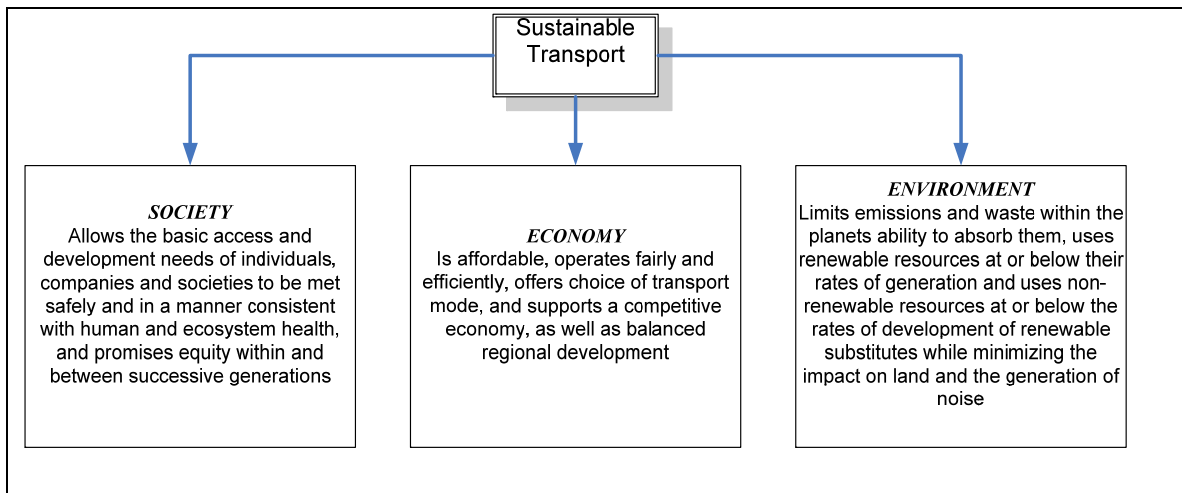 Sustainable
Transport
SOCIETY
Allows the basic access and
development needs of individuals,
companies and societies to be met
safely and in a manner consistent
with human and ecosystem health,
and promises equity within and
between successive generations
ECONOMY
Is affordable, operates fairly and
efficiently, offers choice of transport
mode, and supports a competitive
economy, as well as balanced
regional development
ENVIRONMENT
Limits emissions and waste within the
planets ability to absorb them, uses
renewable resources at or below their
rates of generation and uses non-
renewable resources at or below the
rates of development of renewable
substitutes while minimizing the
impact on land and the generation of
noise